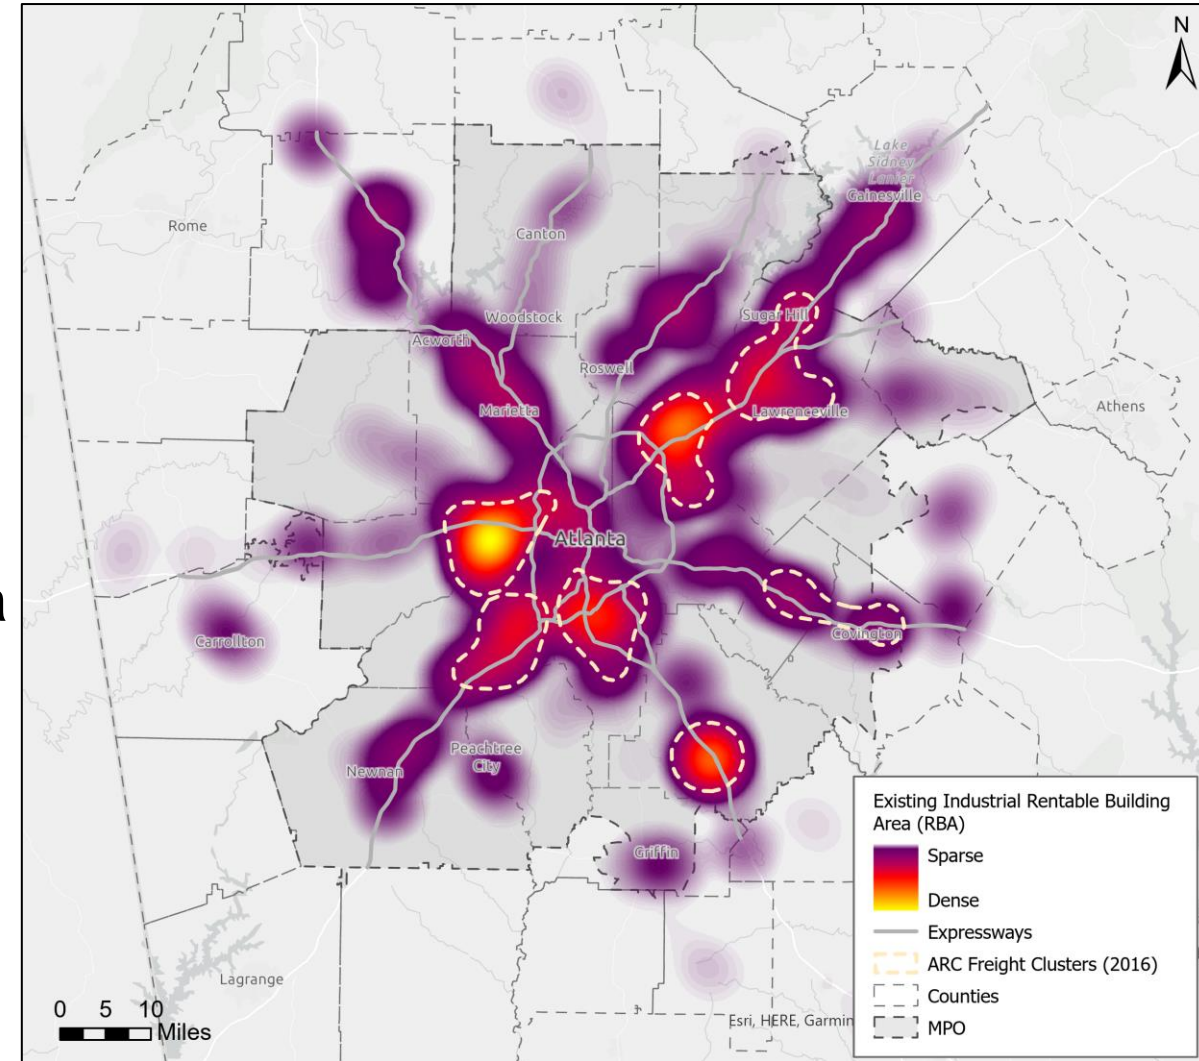 N
Lake
Sidney
Lanier
Gainesville
Rome
Canton
Sugar Hill
Woodstock
Acworth
Roswell
Marietta
Lawrenceville
Athens
Atlanta
a
Carrollton
Covington
Peachtree
City
Newnan
Griffin
Lagrange
0 5 10
Miles
Esri, HERE, Garmin
Existing Industrial Rentable Building
Area (RBA)
Sparse
Dense
Expressways
ARC Freight Clusters (2016)
Counties
MPO